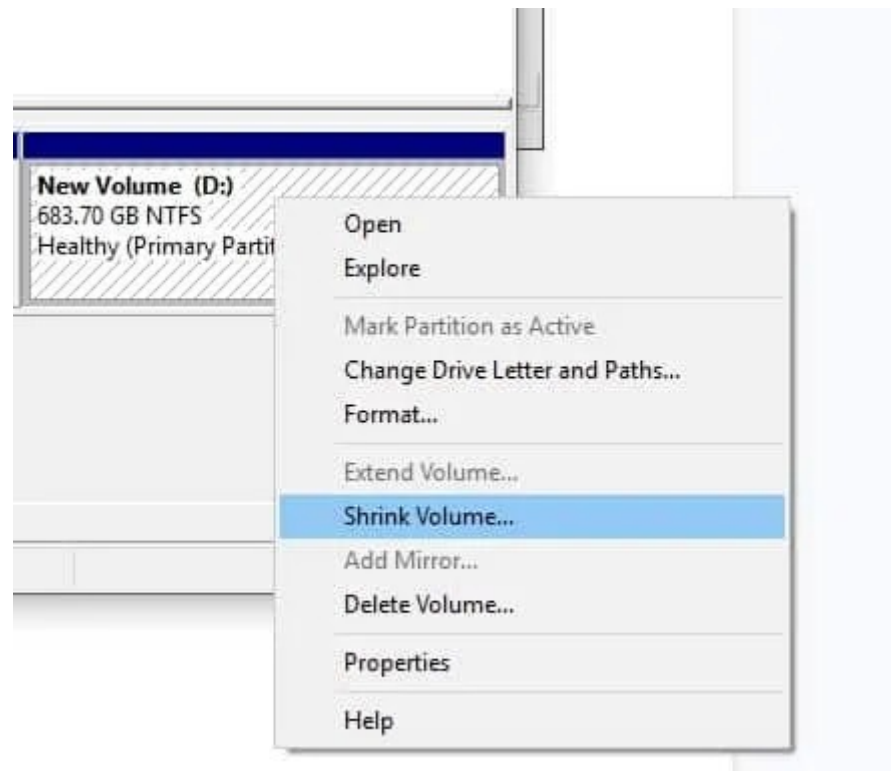 New Volume (D:)
683.70 GB NTFS
Healthy (Primary Partit
Open
Explore
Mark Partition as Active
Change Drive Letter and Paths...
Format...
Extend Volume...
Shrink Volume...
Add Mirror...
Delete Volume...
Properties
Help